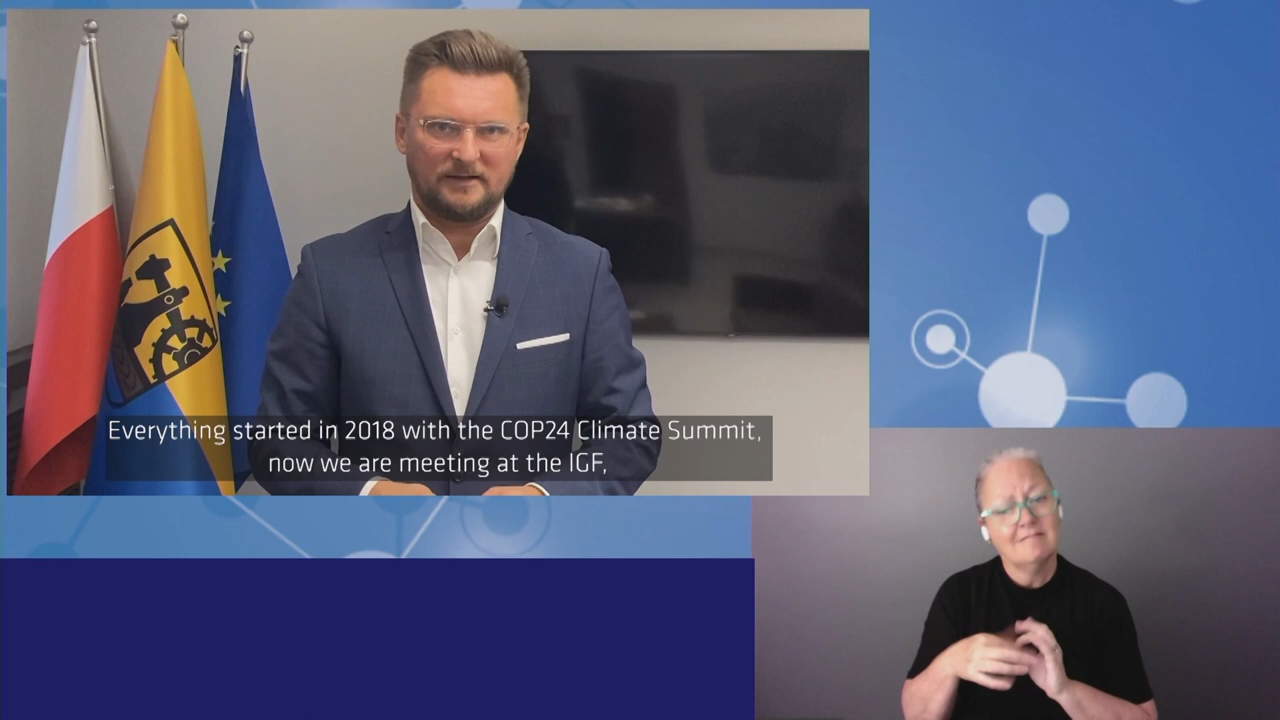 Everything started in 2018 with the COP24 Climate Summit,
now we are meeting at the IGF,